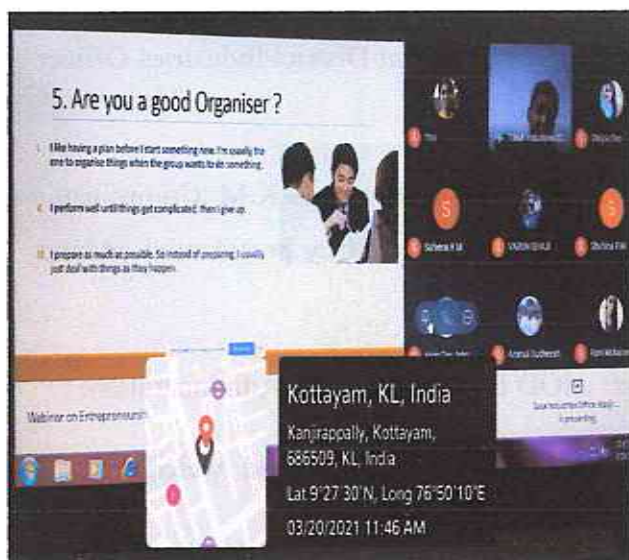 5. Are you a good Organiser ?
I like having a plan before I start something new. I'm usually the
one to organise things when the group wants to do something.
I perform well until things get complicated, then I give up.
I prepare as much as possible. So instead of preparing, I usually
just deal with things as they happen.
S
S
Webinar on Entrepreneurship
is presenting
Kottayam, KL, India
Kanjirappally, Kottayam,
686509, KL, India
Lat 9°27'30"N, Long 76°50'10"E
03/20/2021 11:46 AM